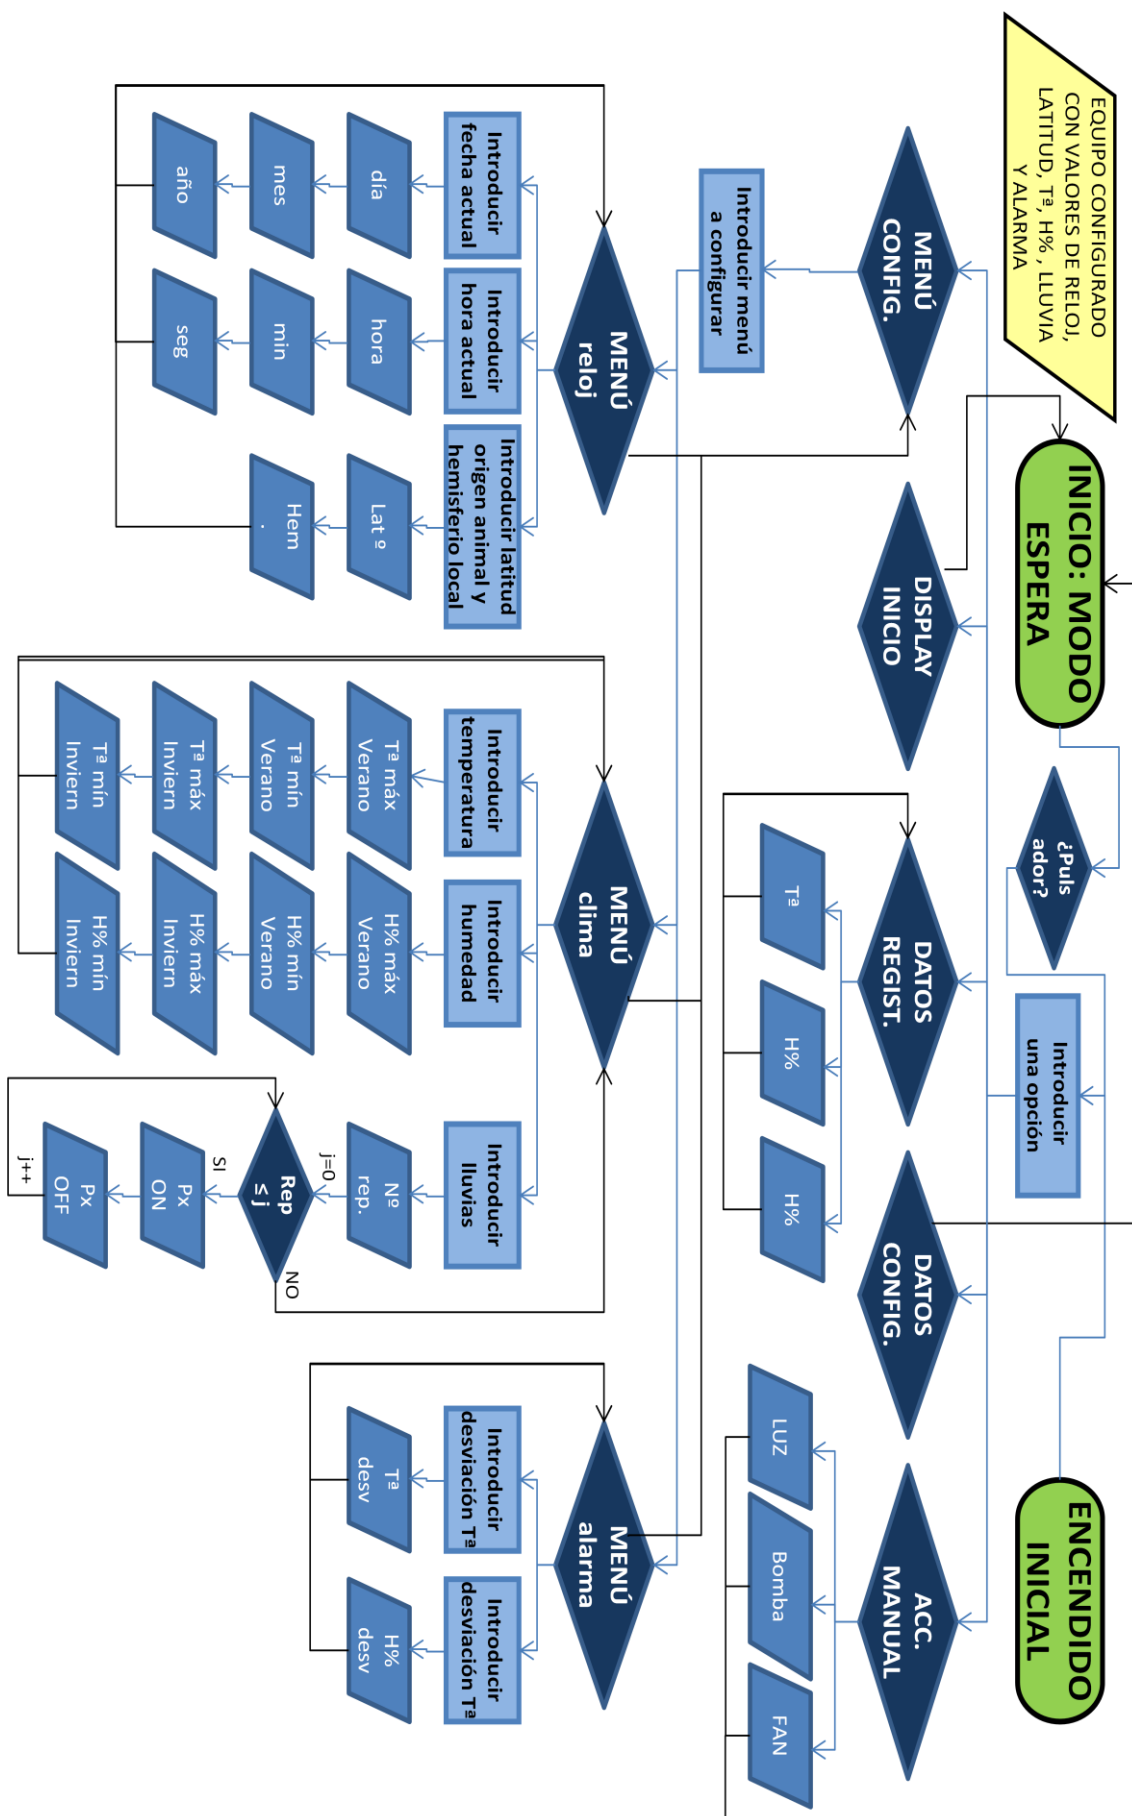 EQUIPO CONFIGURADO
CON VALORES DE RELOJ,
LATITUD, Tª, H% , LLUVIA
Y ALARMA
INICIO: MODO
ESPERA
¿Puls
ador?
Introducir
una opción
ENCENDIDO
INICIAL
MENÚ
CONFIG.
DISPLAY
INICIO
DATOS
REGIST.
DATOS
CONFIG.
ACC.
MANUAL
Introducir menú
a configurar
Tª
H%
H%
LUZ
Bomba
FAN
MENÚ
reloj
MENÚ
clima
MENÚ
alarma
Introducir
fecha actual
Introducir
hora actual
Introducir latitud
origen animal y
hemisferio local
Introducir
temperatura
Introducir
humedad
Introducir
lluvias
Introducir
desviación Tª
Introducir
desviación Tª
día
hora
Lat º
Tª máx
Verano
H% máx
Verano
Nº
rep.
Tª
desv
H%
desv
j=0
mes
min
Hem
.
Tª mín
Verano
H% mín
Verano
Rep
≤ j
NO
SI
año
seg
Tª máx
Inviern
H% máx
Inviern
Px
ON
Tª mín
Inviern
H% mín
Inviern
Px
OFF
j++